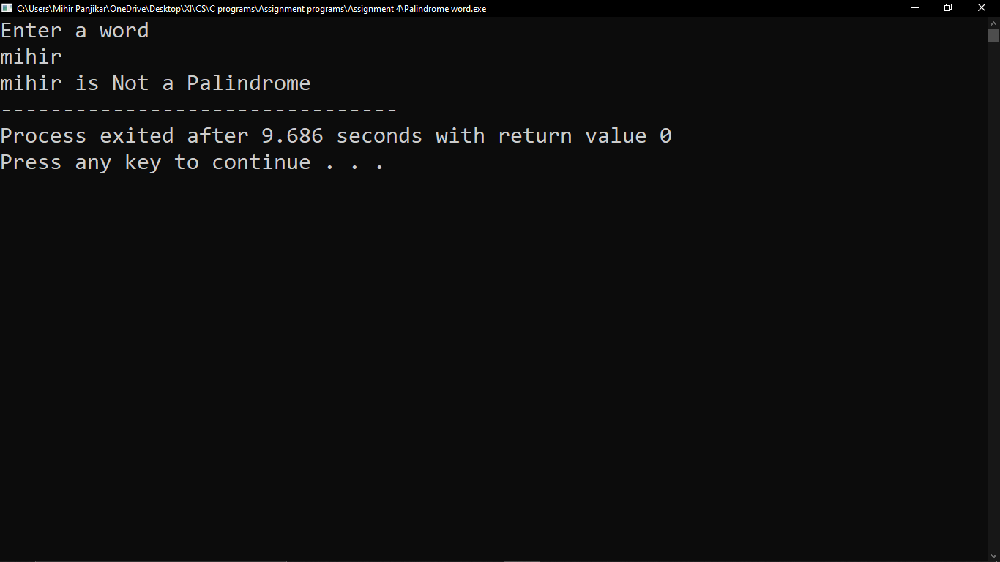 C:\Users\Mihir Panjikar\OneDrive\Desktop\XI\CS\C programs\Assignment programs\Assignment 4\Palindrome word.exe
Enter a word
mihir
mihir is Not a Palindrome
--------------------------------
Process exited after 9.686 seconds with return value 0
Press any key to continue . . .